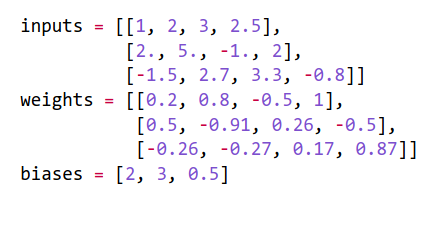 inputs = [[1, 2, 3, 2.5],
[2., 5., -1., 2],
[-1.5, 2.7, 3.3, -0.8]]
weights = [[0.2, 0.8, -0.5, 1],
[0.5, -0.91, 0.26, -0.5],
[-0.26, -0.27, 0.17, 0.87]]
biases = [2, 3, 0.5]